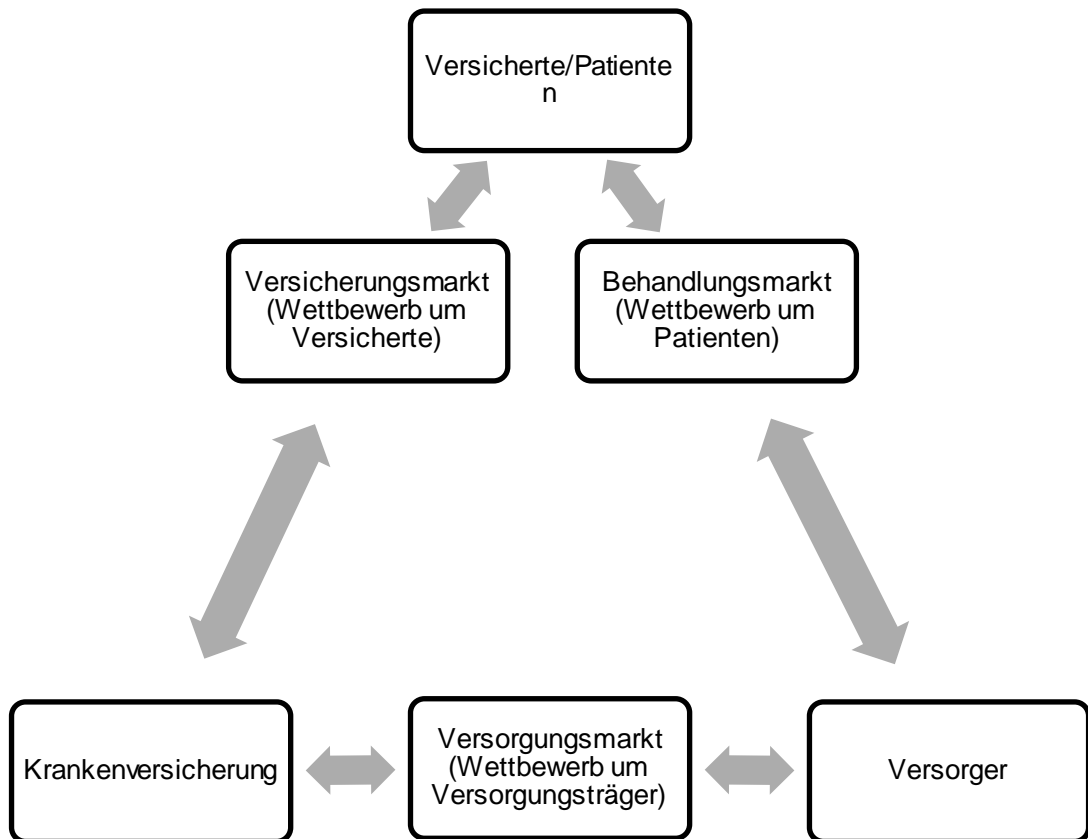 Versicherte/Patiente
n
Versicherungsmarkt
(Wettbewerb um
Versicherte)
Behandlungsmarkt
(Wettbewerb um
Patienten)
Krankenversicherung
Versorgungsmarkt
(Wettbewerb um
Versorgungsträger)
Versorger